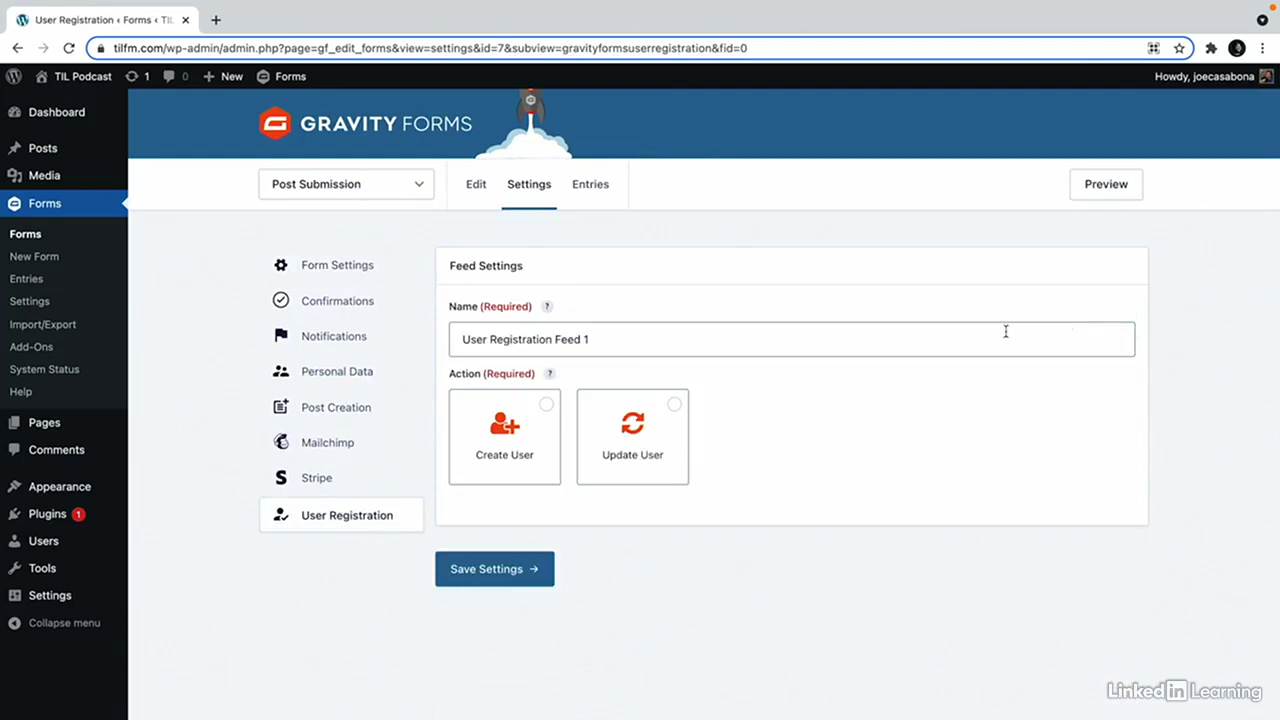 User Registration ‹ Forms ‹ TIL
tilfm.com/wp-admin/admin.php?page=gf_edit_forms&view=settings&id=7&subview=gravityformsuserregistration&fid=0
TIL Podcast 1 0 New Forms Howdy, joecasabona
Dashboard
Posts
Media
Forms
Forms
New Form
Entries
Settings
Import/Export
Add-Ons
System Status
Help
Pages
Comments
Appearance
Plugins 1
Users
Tools
Settings
Collapse menu
GRAVITY FORMS
Post Submission
Edit Settings Entries
Preview
Form Settings
Confirmations
Notifications
Personal Data
Post Creation
Mailchimp
Stripe
User Registration
Feed Settings
Name (Required) ?
User Registration Feed 1
Action (Required) ?
Create User
Update User
Save Settings →
Linked in Learning